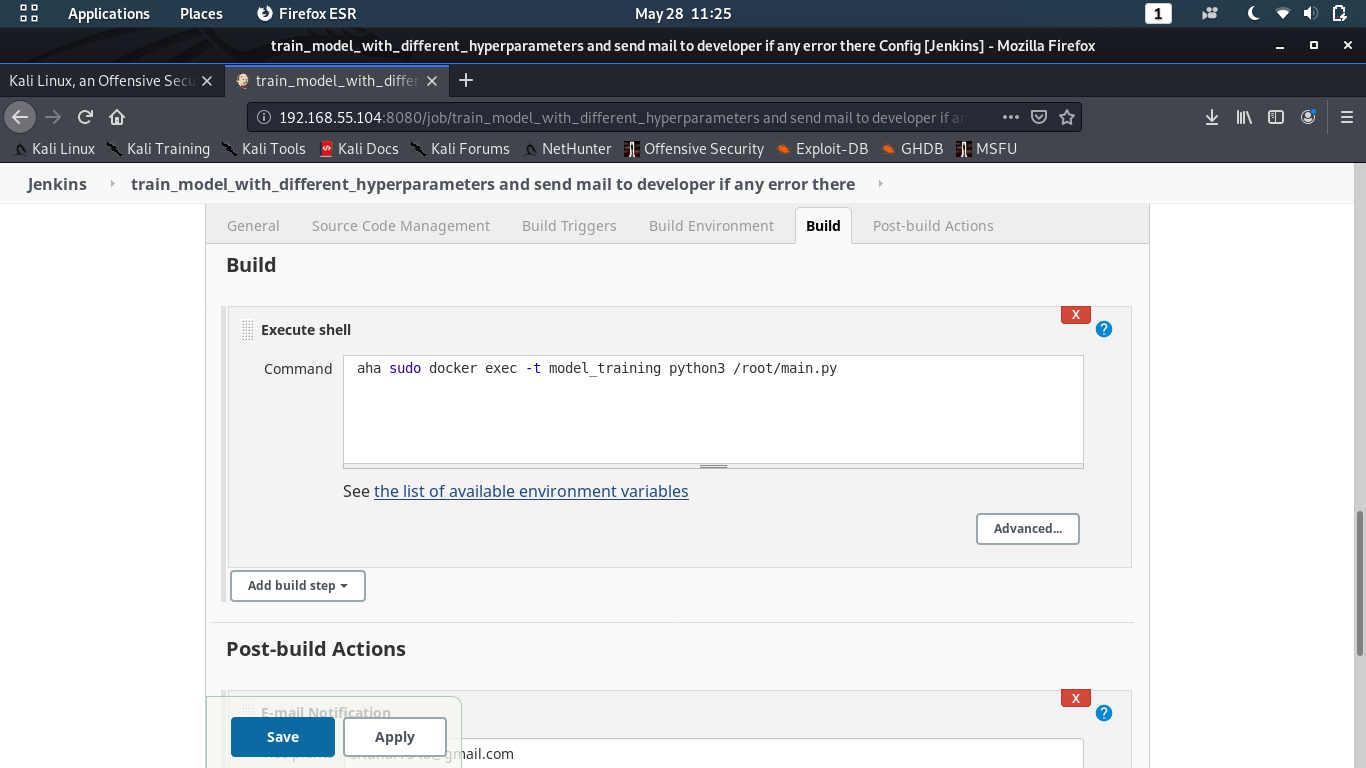 Applications Places Firefox ESR May 28 11:25 1
train_model_with_different_hyperparameters and send mail to developer if any error there Config [Jenkins] - Mozilla Firefox
Kali Linux, an Offensive Secu train_model_with_differ
192.168.55.104:8080/job/train_model_with_different_hyperparameters and send mail to developer if an
Kali Linux Kali Training Kali Tools Kali Docs Kali Forums NetHunter Offensive Security Exploit-DB GHDB MSFU
Jenkins train_model_with_different_hyperparameters and send mail to developer if any error there
General Source Code Management Build Triggers Build Environment Build Post-build Actions
Build
X
Execute shell
Command aha sudo docker exec -t model_training python3 /root/main.py
See the list of available environment variables
Advanced...
Add build step
Post-build Actions
X
E-mail Notification
Save Apply
gmail.com